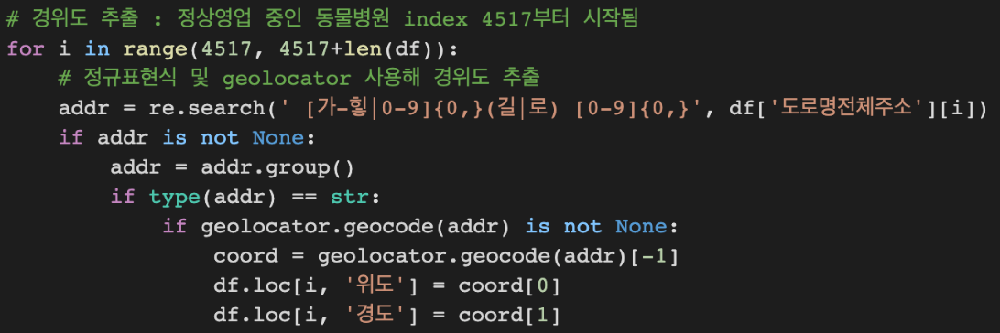 # 경위도 추출 : 정상영업 중인 동물병원 index 4517부터 시작됨
for i in range(4517, 4517+len(df)):
    # 정규표현식 및 geolocator 사용해 경위도 추출
    addr = re.search(' [가-힣|0-9]{0,}(길|로) [0-9]{0,}', df['도로명전체주소'][i])
    if addr is not None:
        addr = addr.group()
        if type(addr) == str:
            if geolocator.geocode(addr) is not None:
                coord = geolocator.geocode(addr)[-1]
                df.loc[i, '위도'] = coord[0]
                df.loc[i, '경도'] = coord[1]